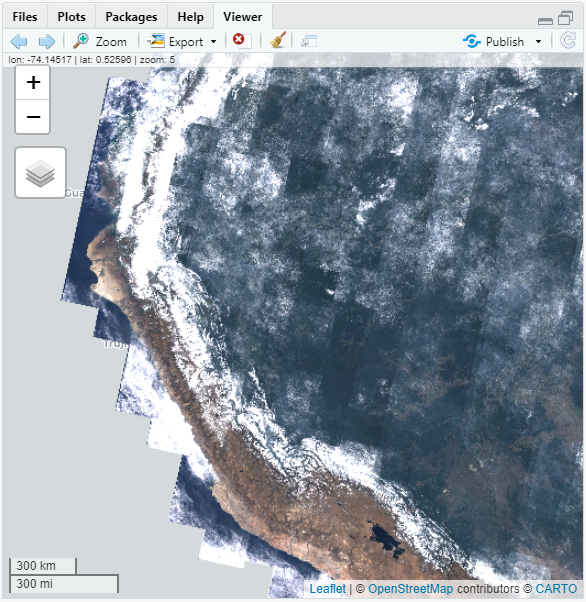 Files Plots Packages Help Viewer
Zoom Export Publish
lon: -74.14517 | lat: 0.52596 | zoom: 5
+
−
Gua
Truj
300 km
300 mi
Leaflet | © OpenStreetMap contributors © CARTO